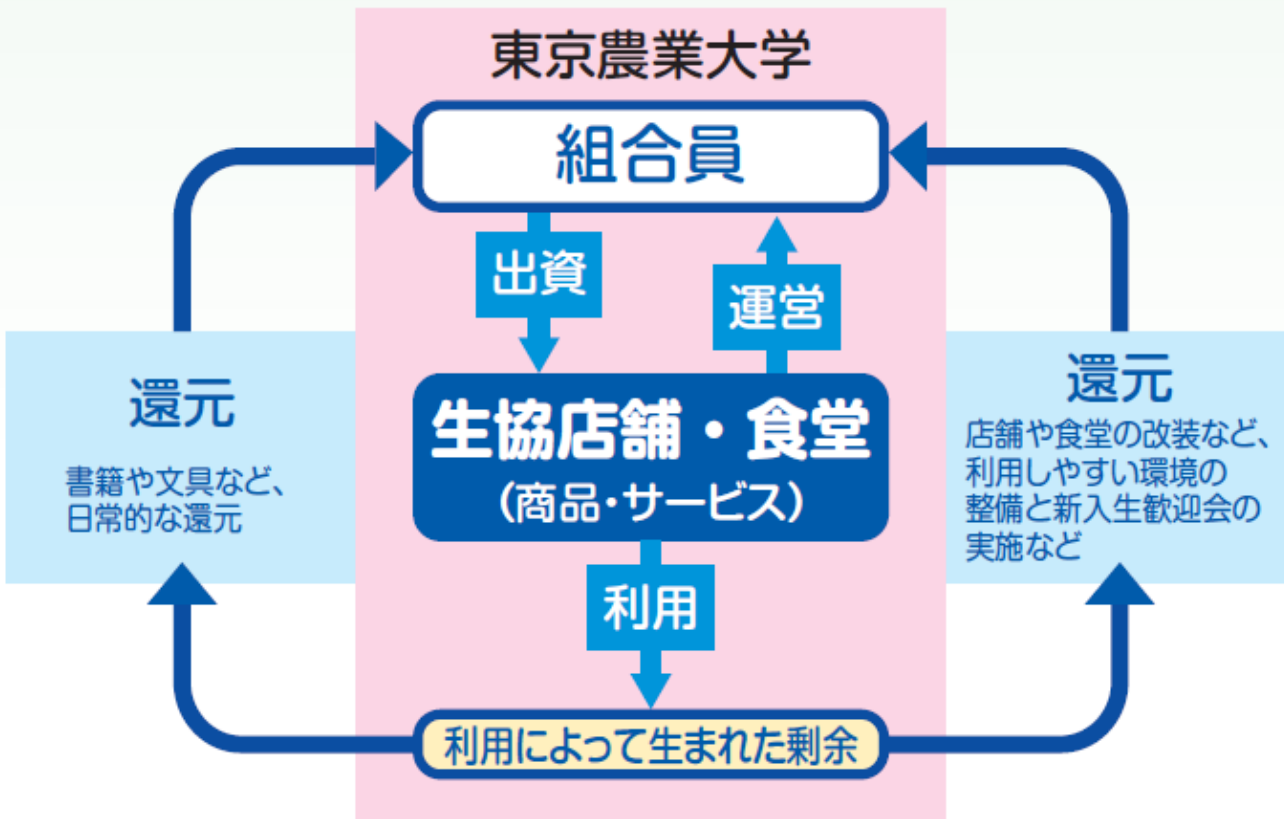 東京農業大学
組合員
出資
運営
還元
書籍や文具など、
日常的な還元
生協店舗・食堂
(商品・サービス)
還元
店舗や食堂の改装など、
利用しやすい環境の
整備と新入生歓迎会の
実施など
利用
利用によって生まれた剰余